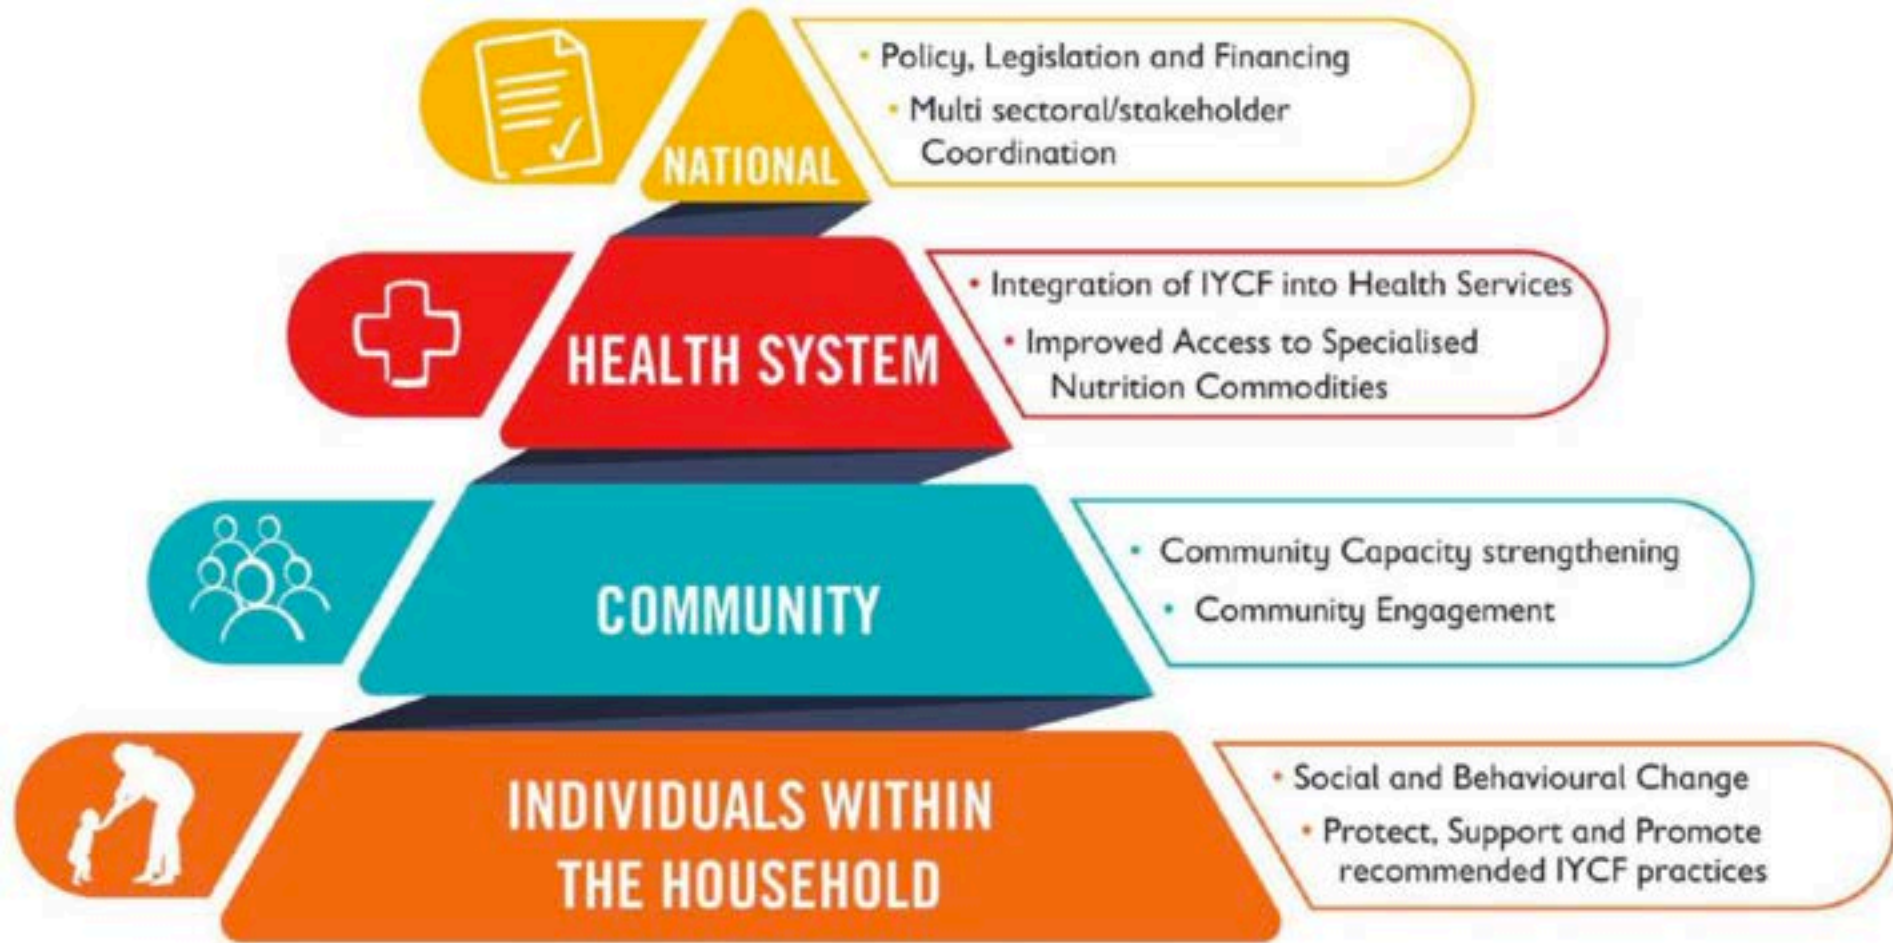 • Policy, Legislation and Financing
• Multi sectoral/stakeholder
Coordination
NATIONAL
• Integration of IYCF into Health Services
• Improved Access to Specialised
Nutrition Commodities
HEALTH SYSTEM
• Community Capacity strengthening
• Community Engagement
COMMUNITY
• Social and Behavioural Change
• Protect, Support and Promote
recommended IYCF practices
INDIVIDUALS WITHIN
THE HOUSEHOLD